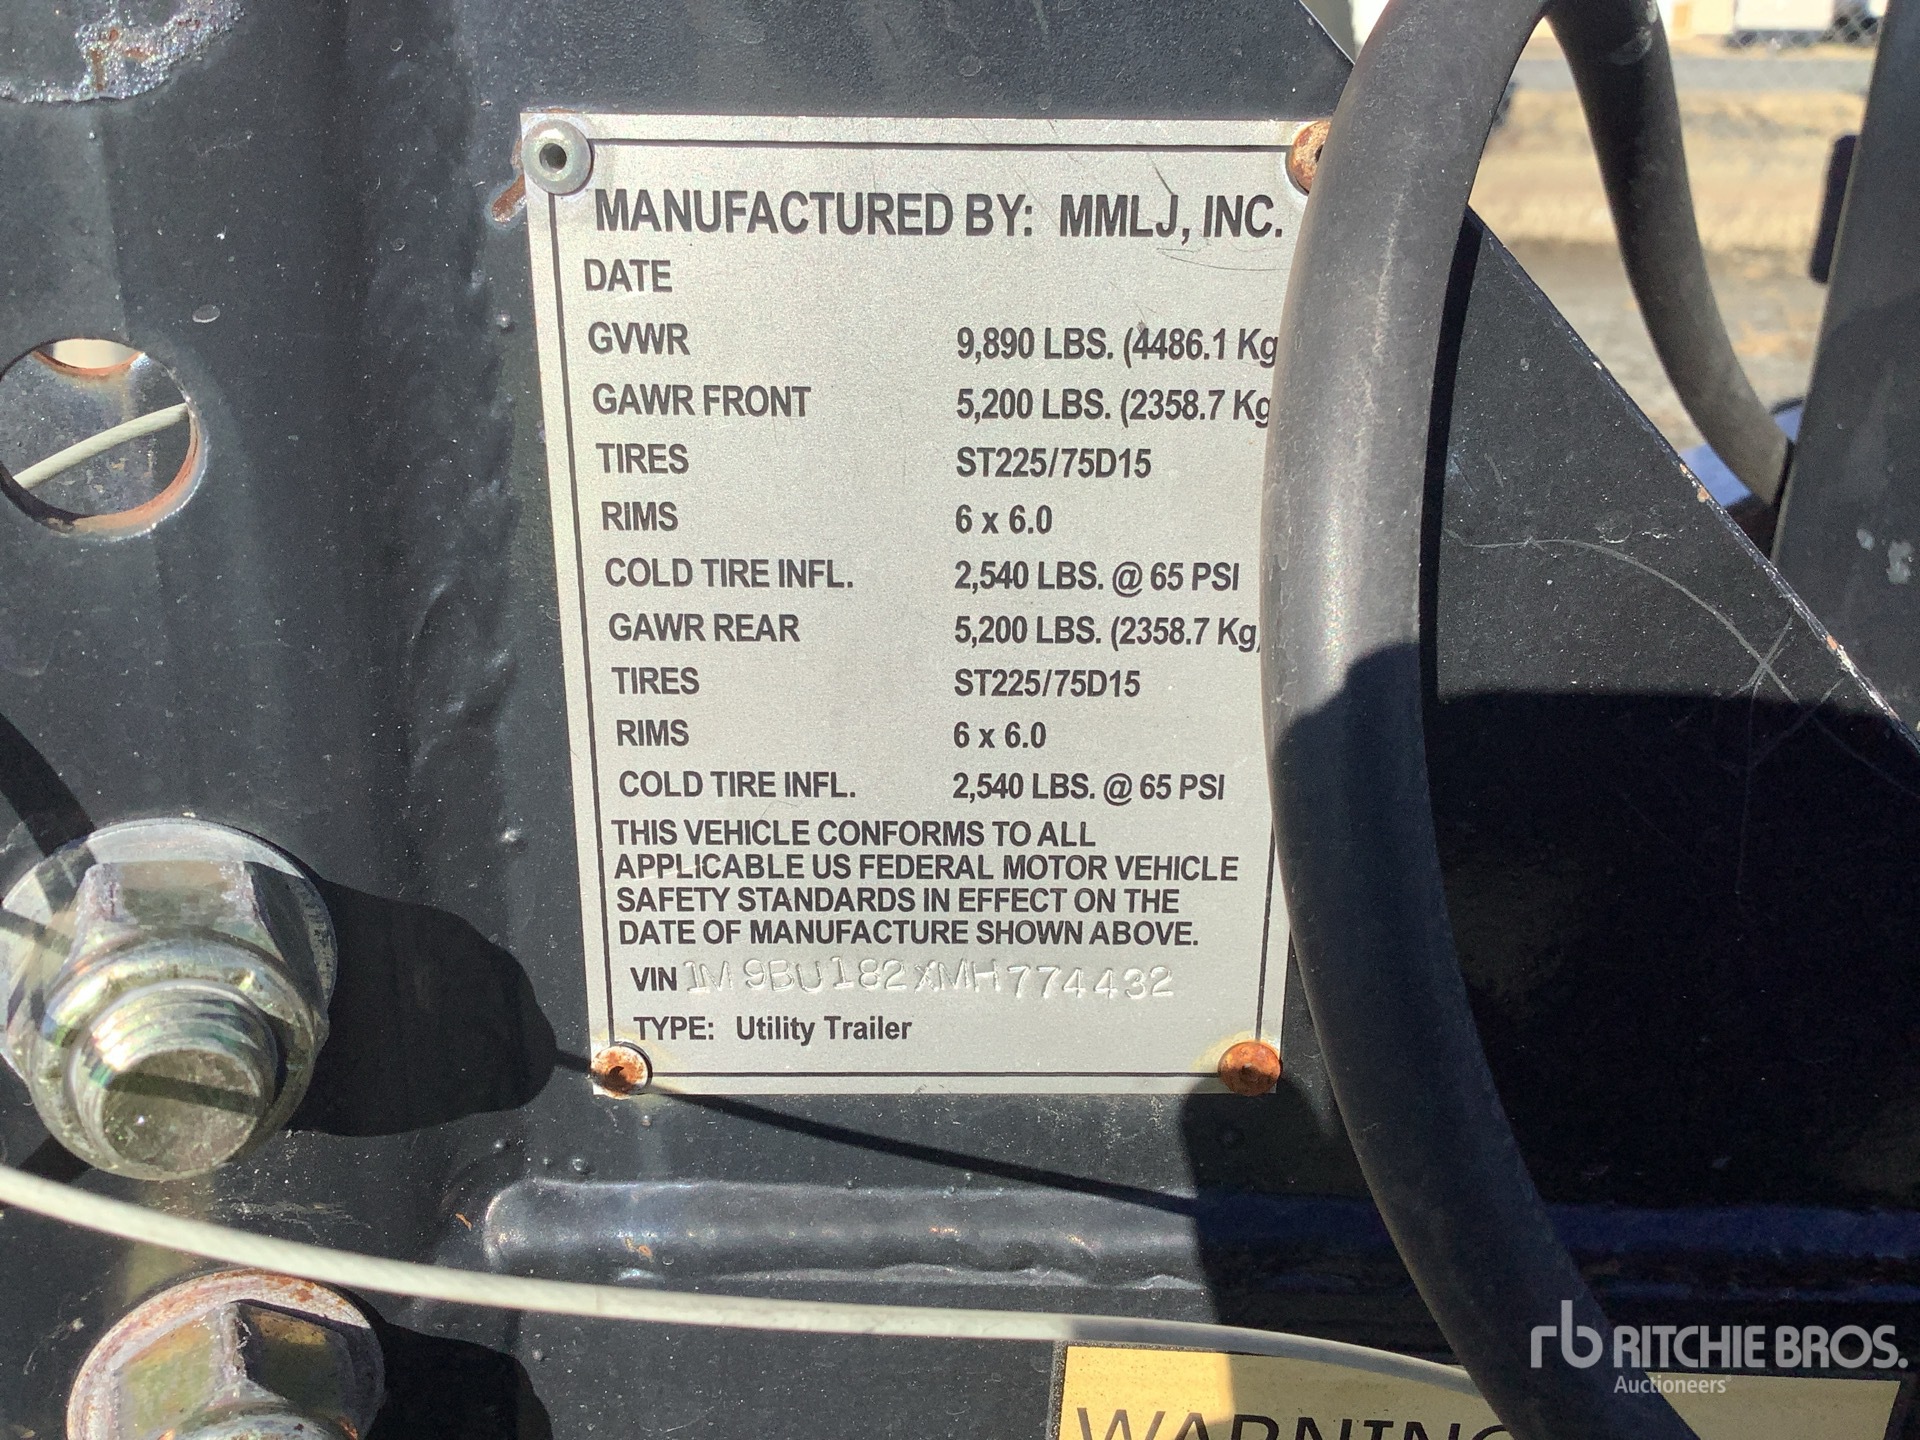 MANUFACTURED BY: MMLJ, INC.
DATE
GVWR 9,890 LBS. (4486.1 Kg
GAWR FRONT 5,200 LBS. (2358.7 Kg
TIRES ST225/75D15
RIMS 6 x 6.0
COLD TIRE INFL. 2,540 LBS. @ 65 PSI
GAWR REAR 5,200 LBS. (2358.7 Kg)
TIRES ST225/75D15
RIMS 6 x 6.0
COLD TIRE INFL. 2,540 LBS. @ 65 PSI
THIS VEHICLE CONFORMS TO ALL
APPLICABLE US FEDERAL MOTOR VEHICLE
SAFETY STANDARDS IN EFFECT ON THE
DATE OF MANUFACTURE SHOWN ABOVE.
VIN 1M9BU182XMH774432
TYPE: Utility Trailer
WARNING
rb RITCHIE BROS.
Auctioneers